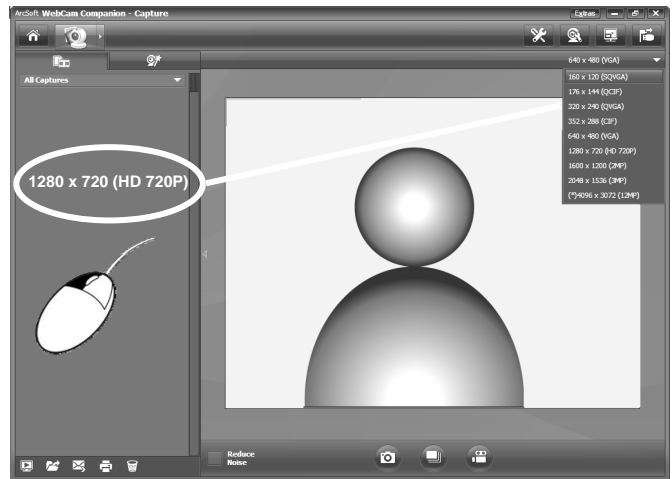 ArcSoft WebCam Companion - Capture
Extras
640 x 480 (VGA)
All Captures
160 x 120 (SQVGA)
176 x 144 (QCIF)
320 x 240 (QVGA)
352 x 288 (CIF)
640 x 480 (VGA)
1280 x 720 (HD 720P)
1600 x 1200 (2MP)
2048 x 1536 (3MP)
(*)4096 x 3072 (12MP)
1280 x 720 (HD 720P)
Reduce
Noise